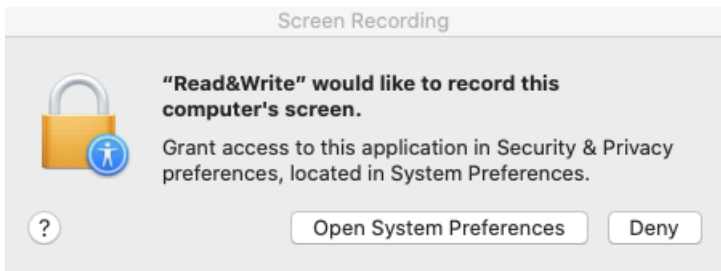 Screen Recording
“Read&Write” would like to record this
computer's screen.
Grant access to this application in Security & Privacy
preferences, located in System Preferences.
?
Open System Preferences
Deny